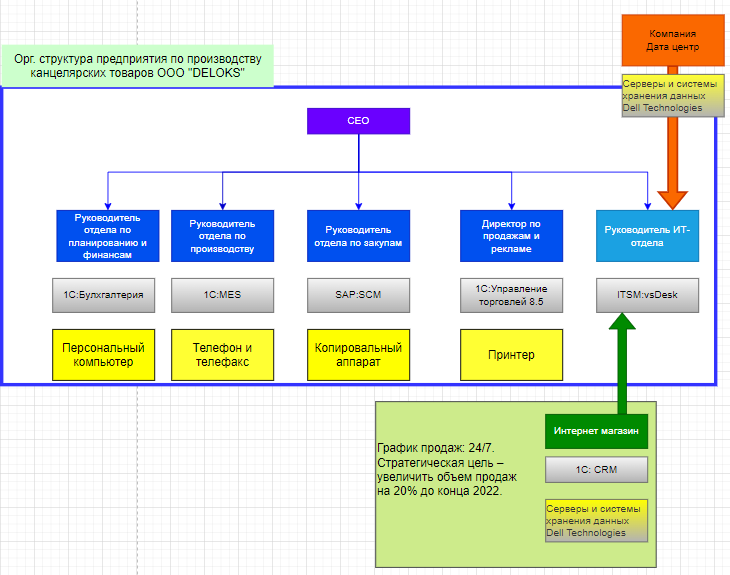 Компания
Дата центр
Орг. структура предприятия по производству
канцелярских товаров ООО "DELOKS"
Серверы и системы
хранения данных
Dell Technologies
CEO
Руководитель
отдела по
планированию и
финансам
Руководитель
отдела по
производству
Руководитель
отдела по закупам
Директор по
продажам и
рекламе
Руководитель ИТ-
отдела
1С:Булхгалтерия
1С:MES
SAP:SCM
1С:Управление
торговлей 8.5
ITSM:vsDesk
Персональный
компьютер
Телефон и
телефакс
Копировальный
аппарат
Принтер
График продаж: 24/7.
Стратегическая цель –
увеличить объем продаж
на 20% до конца 2022.
Интернет магазин
1С: CRM
Серверы и системы
хранения данных
Dell Technologies